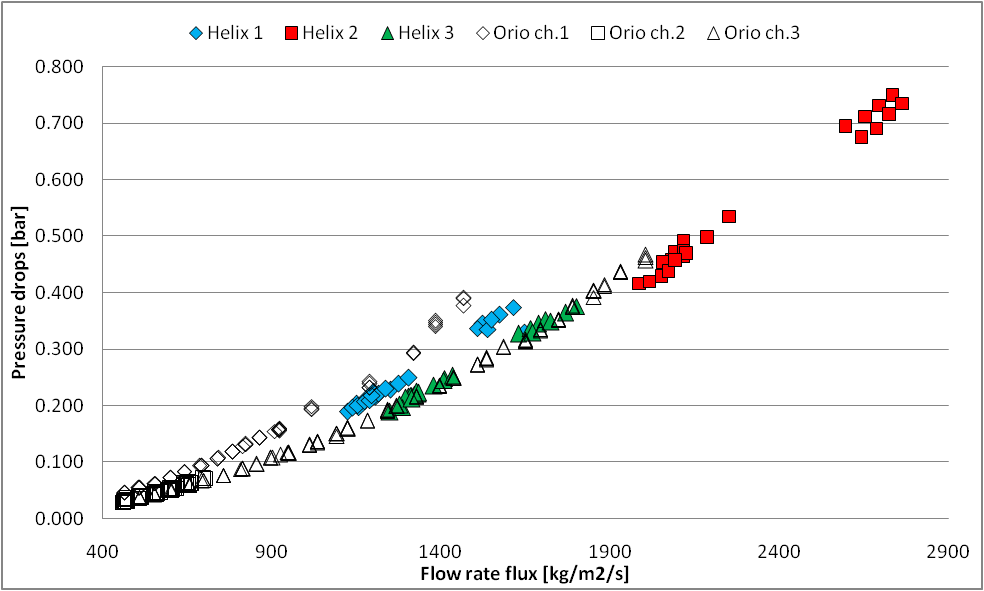 Helix 1 Helix 2 Helix 3 Orio ch.1 Orio ch.2 Orio ch.3
0.800
0.700
0.600
0.500
0.400
0.300
0.200
0.100
0.000
Pressure drops [bar]
400 900 1400 1900 2400 2900
Flow rate flux [kg/m2/s]